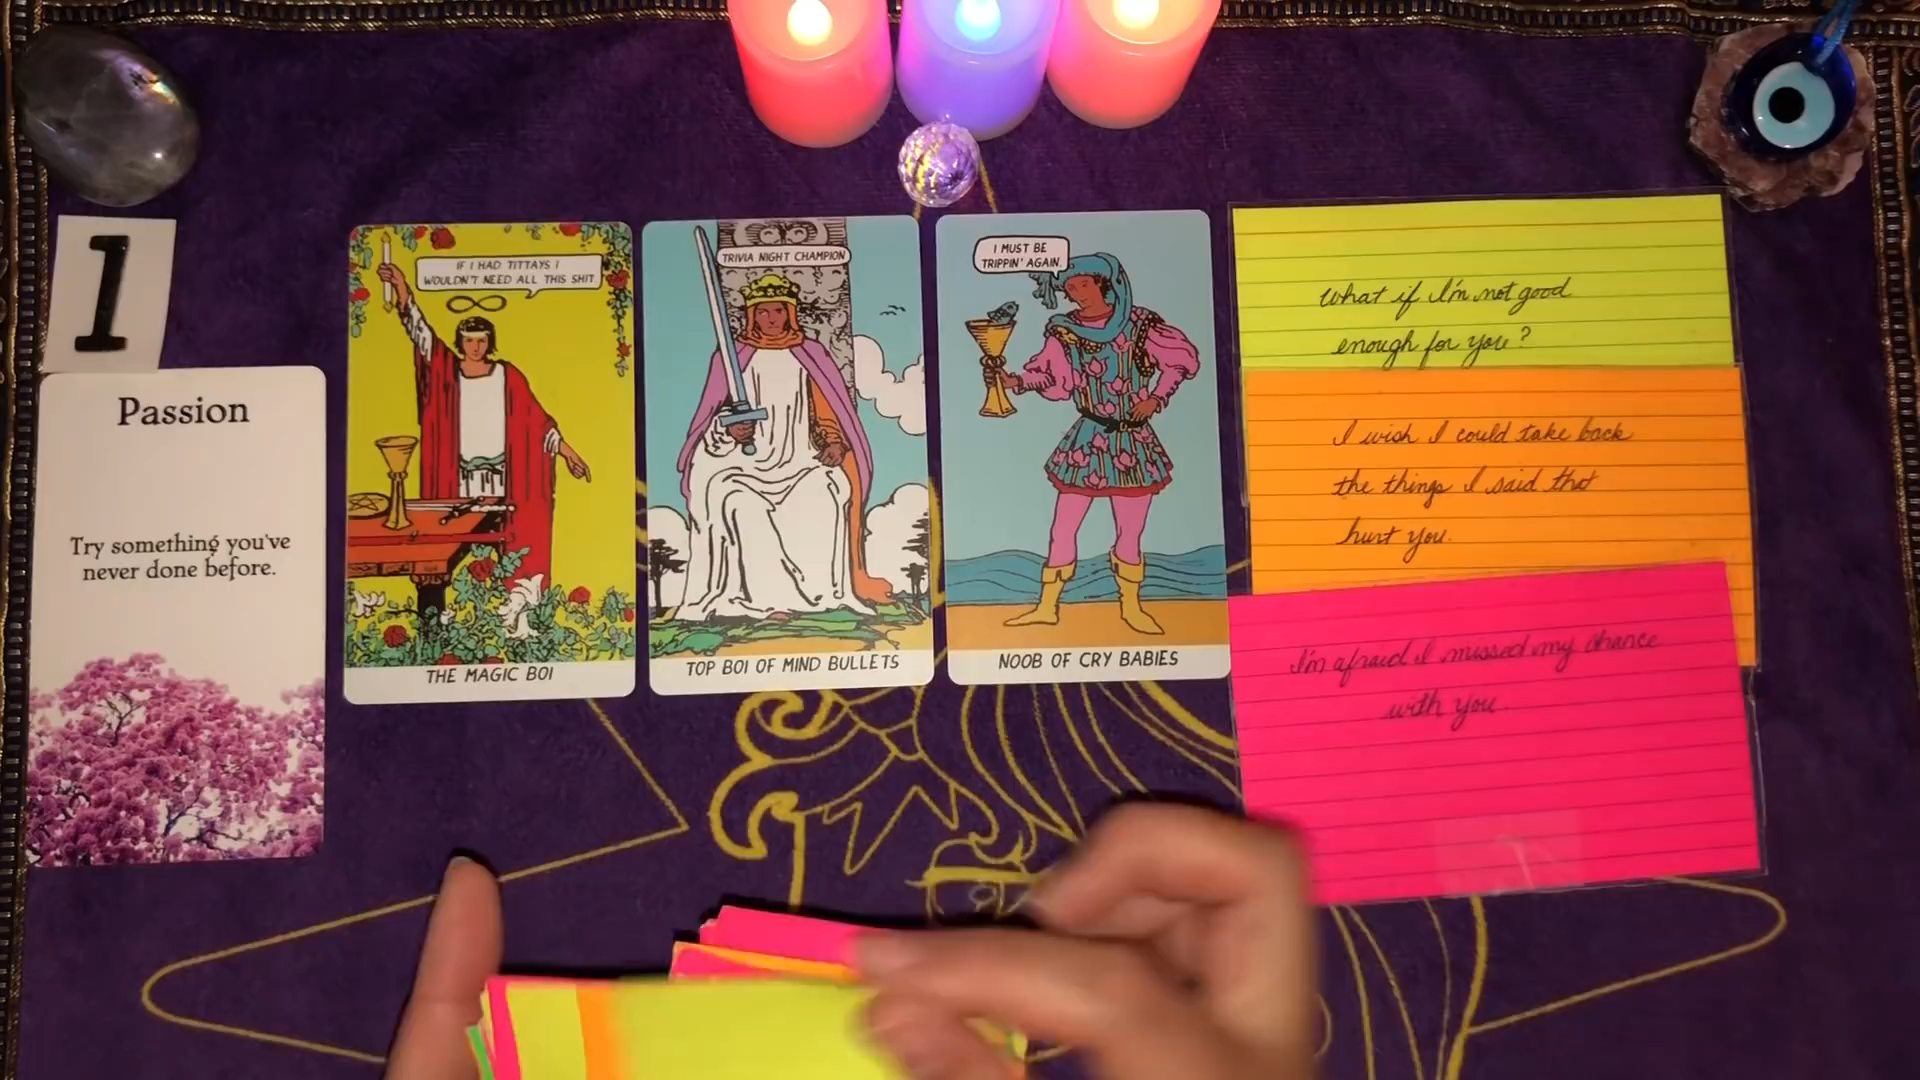 1
Passion
Try something you've
never done before.
IF I HAD TITTAYS I
WOULDN'T NEED ALL THIS SHIT
THE MAGIC BOI
TRIVIA NIGHT CHAMPION
TOP BOI OF MIND BULLETS
I MUST BE
TRIPPIN' AGAIN.
NOOB OF CRY BABIES
What if I'm not good
enough for you?
I wish I could take back
the things I said that
hurt you.
I'm afraid I missed my chance
with you.